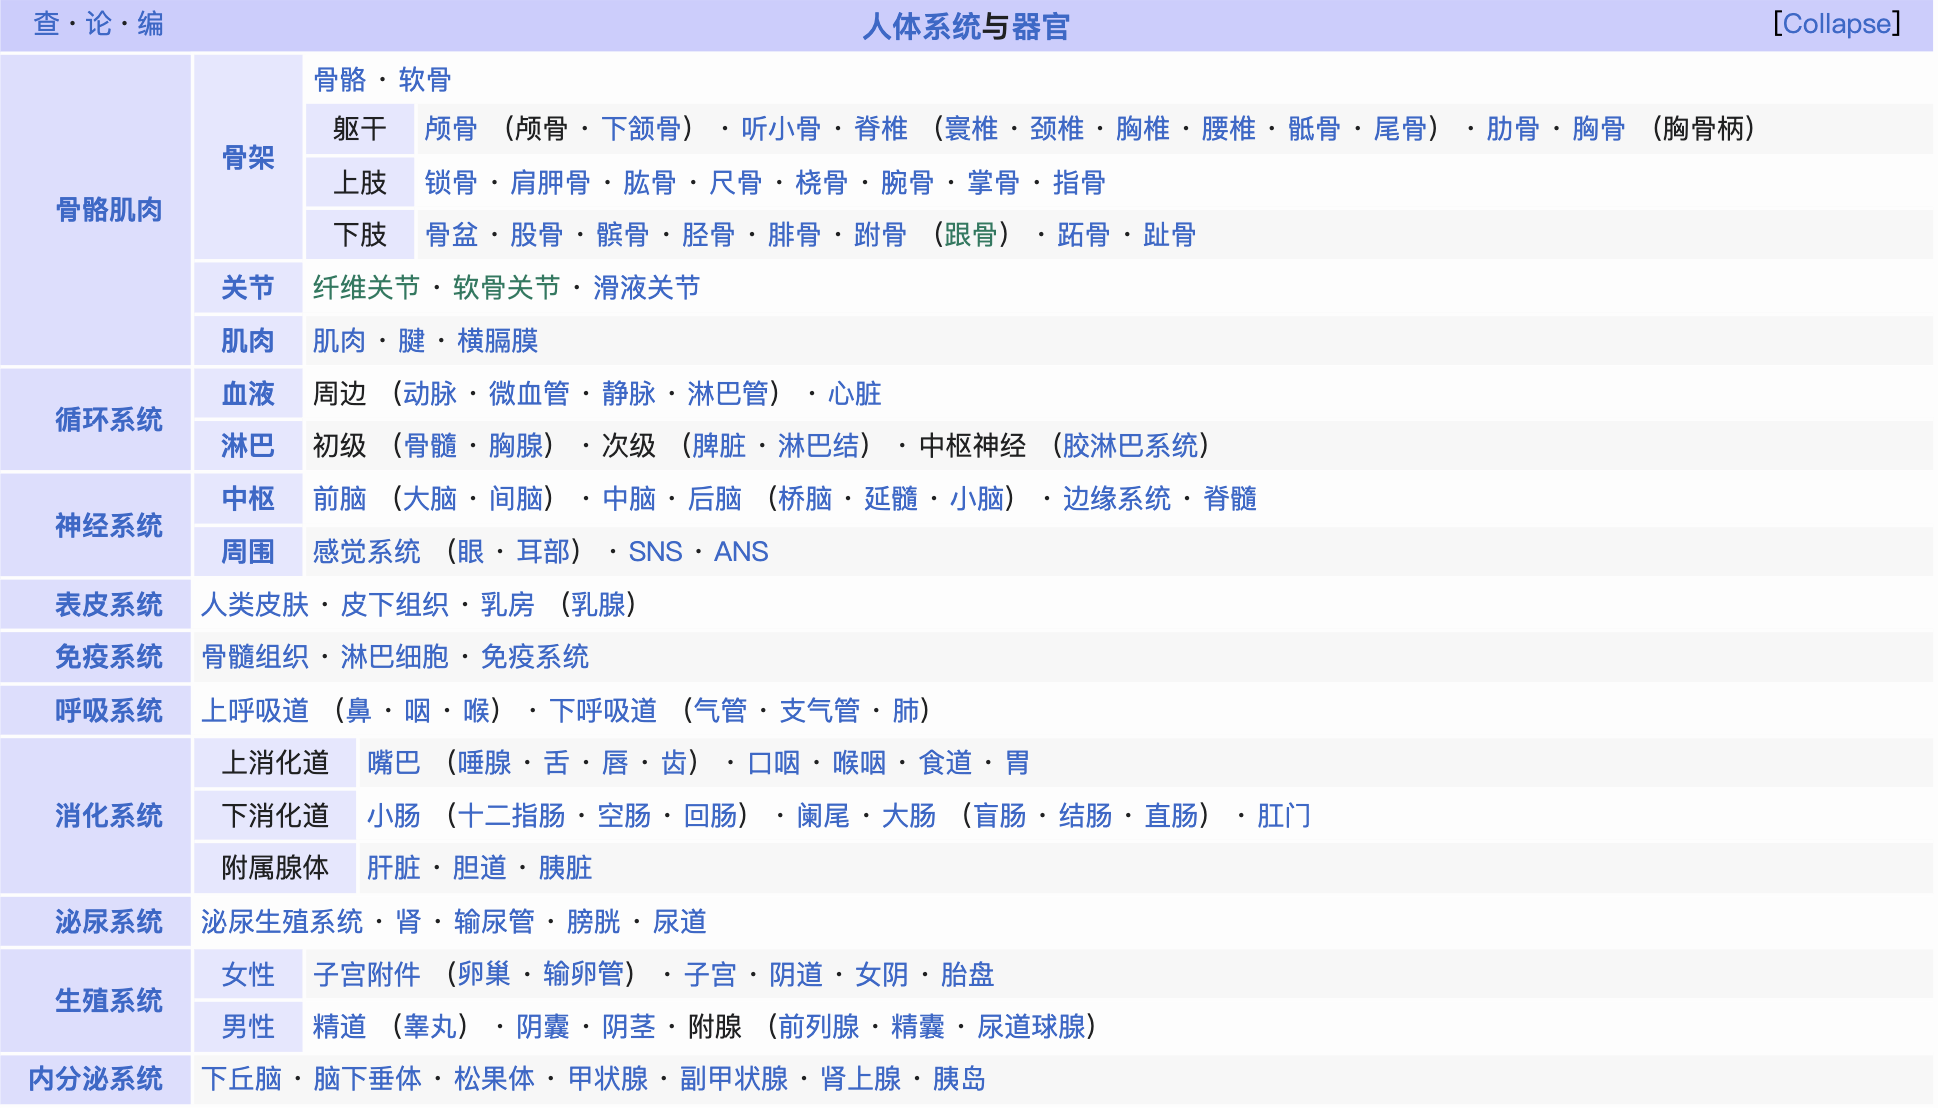 查 · 论 · 编 人体系统与器官 [Collapse]
骨骼肌肉
骨架
骨骼 · 软骨
躯干 颅骨 （颅骨 · 下颔骨） · 听小骨 · 脊椎 （寰椎 · 颈椎 · 胸椎 · 腰椎 · 骶骨 · 尾骨） · 肋骨 · 胸骨 （胸骨柄）
上肢 锁骨 · 肩胛骨 · 肱骨 · 尺骨 · 桡骨 · 腕骨 · 掌骨 · 指骨
下肢 骨盆 · 股骨 · 髌骨 · 胫骨 · 腓骨 · 跗骨 （跟骨） · 跖骨 · 趾骨
关节 纤维关节 · 软骨关节 · 滑液关节
肌肉 肌肉 · 腱 · 横膈膜
循环系统
血液 周边 （动脉 · 微血管 · 静脉 · 淋巴管） · 心脏
淋巴 初级 （骨髓 · 胸腺） · 次级 （脾脏 · 淋巴结） · 中枢神经 （胶淋巴系统）
神经系统
中枢 前脑 （大脑 · 间脑） · 中脑 · 后脑 （桥脑 · 延髓 · 小脑） · 边缘系统 · 脊髓
周围 感觉系统 （眼 · 耳部） · SNS · ANS
表皮系统 人类皮肤 · 皮下组织 · 乳房 （乳腺）
免疫系统 骨髓组织 · 淋巴细胞 · 免疫系统
呼吸系统 上呼吸道 （鼻 · 咽 · 喉） · 下呼吸道 （气管 · 支气管 · 肺）
消化系统
上消化道 嘴巴 （唾腺 · 舌 · 唇 · 齿） · 口咽 · 喉咽 · 食道 · 胃
下消化道 小肠 （十二指肠 · 空肠 · 回肠） · 阑尾 · 大肠 （盲肠 · 结肠 · 直肠） · 肛门
附属腺体 肝脏 · 胆道 · 胰脏
泌尿系统 泌尿生殖系统 · 肾 · 输尿管 · 膀胱 · 尿道
生殖系统
女性 子宫附件 （卵巢 · 输卵管） · 子宫 · 阴道 · 女阴 · 胎盘
男性 精道 （睾丸） · 阴囊 · 阴茎 · 附腺 （前列腺 · 精囊 · 尿道球腺）
内分泌系统 下丘脑 · 脑下垂体 · 松果体 · 甲状腺 · 副甲状腺 · 肾上腺 · 胰岛